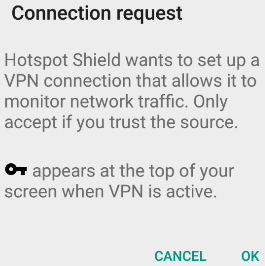 Connection request
Hotspot Shield wants to set up a
VPN connection that allows it to
monitor network traffic. Only
accept if you trust the source.
appears at the top of your
screen when VPN is active.
CANCEL OK